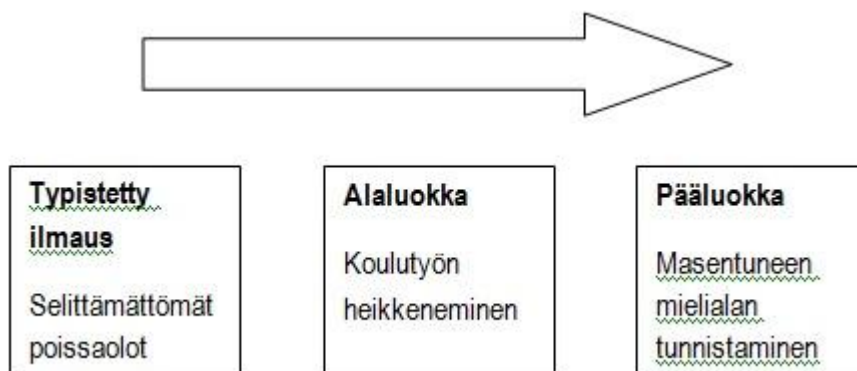 Typistetty
ilmaus
Selittämättömät
poissaolot
Alaluokka
Koulutyön
heikkeneminen
Pääluokka
Masentuneen
mielialan
tunnistaminen